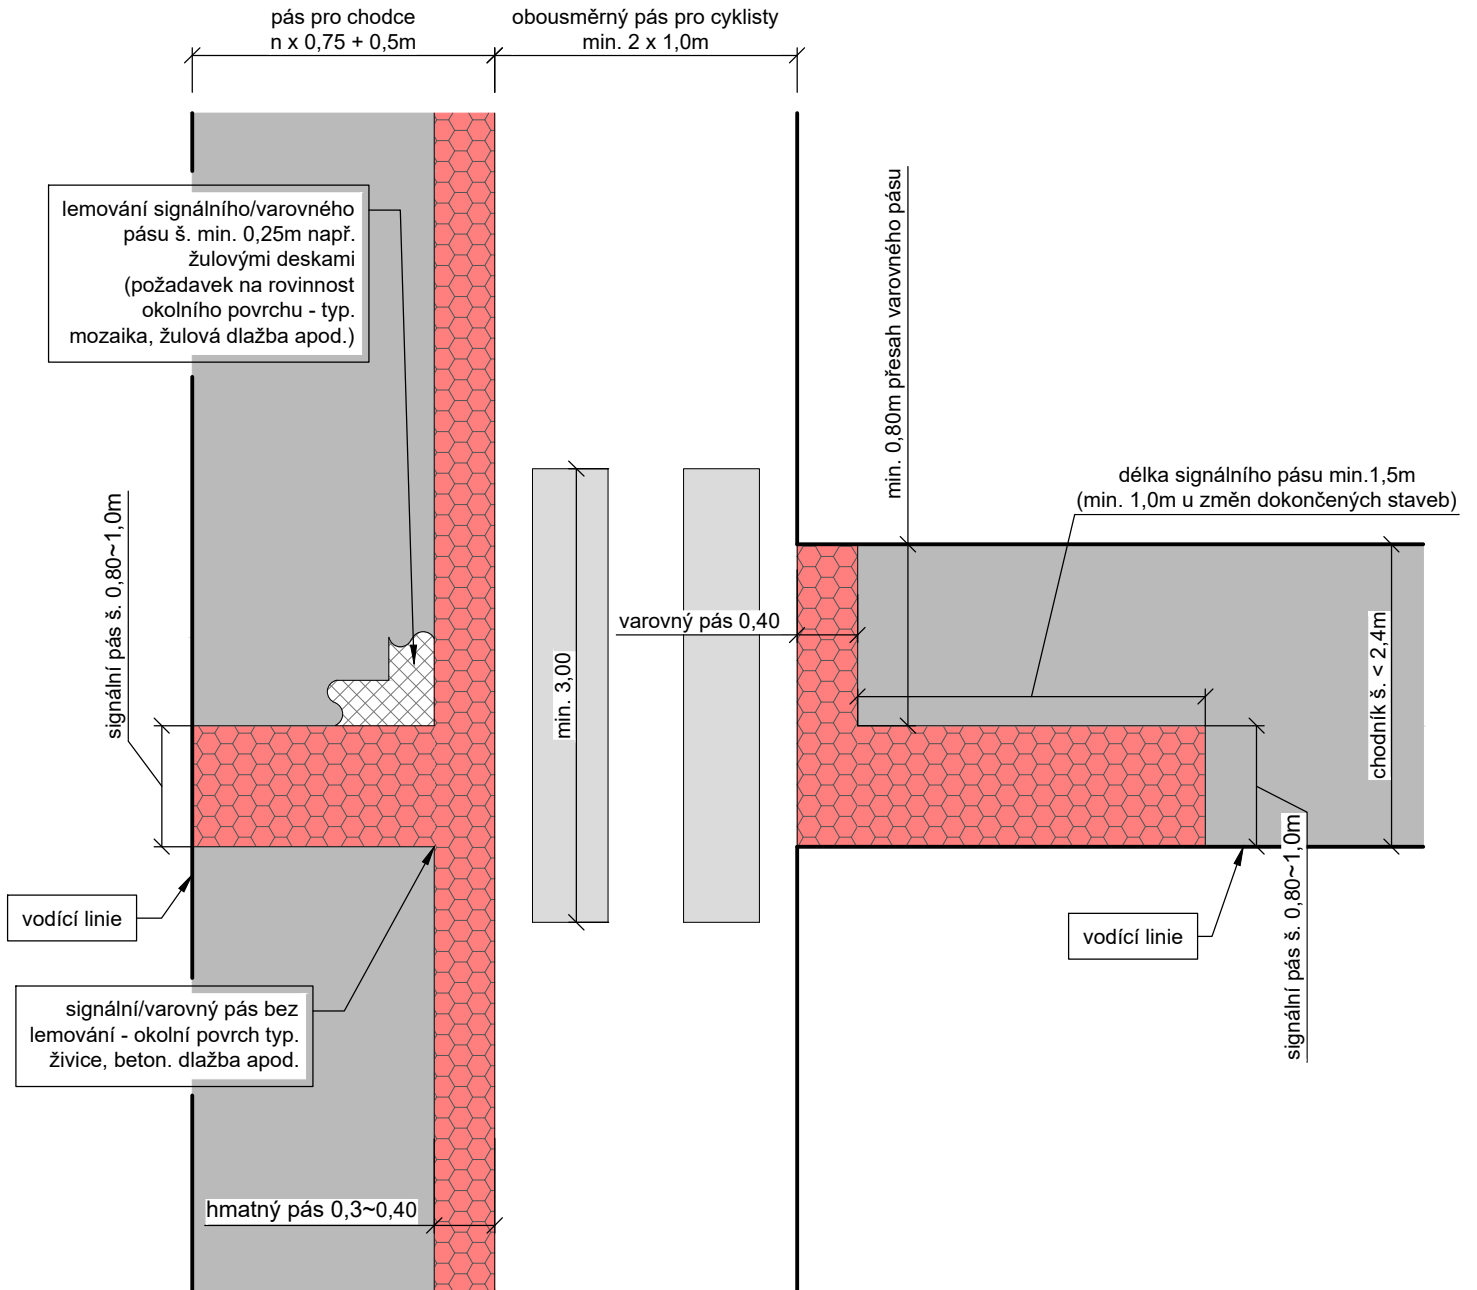 pás pro chodce
n x 0,75 + 0,5m
obousměrný pás pro cyklisty
min. 2 x 1,0m
lemování signálního/varovného
pásu š. min. 0,25m např.
žulovými deskami
(požadavek na rovinnost
okolního povrchu - typ.
mozaika, žulová dlažba apod.)
min. 0,80m přesah varovného pásu
délka signálního pásu min.1,5m
(min. 1,0m u změn dokončených staveb)
signální pás š. 0,80~1,0m
varovný pás 0,40
min. 3,00
chodník š. < 2,4m
signální pás š. 0,80~1,0m
vodící linie
vodící linie
signální/varovný pás bez
lemování - okolní povrch typ.
živice, beton. dlažba apod.
hmatný pás 0,3~0,40